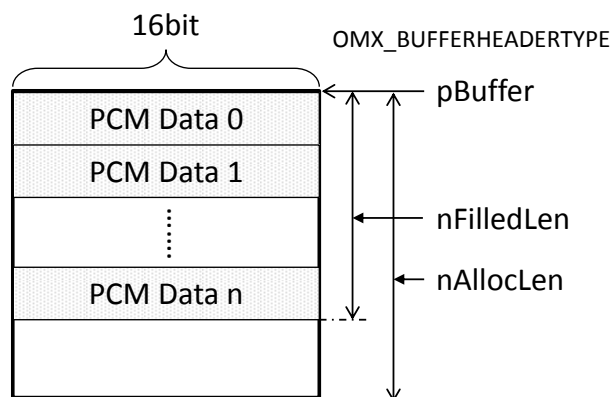 16bit
OMX_BUFFERHEADERTYPE
pBuffer
PCM Data 0
PCM Data 1
nFilledLen
nAllocLen
PCM Data n